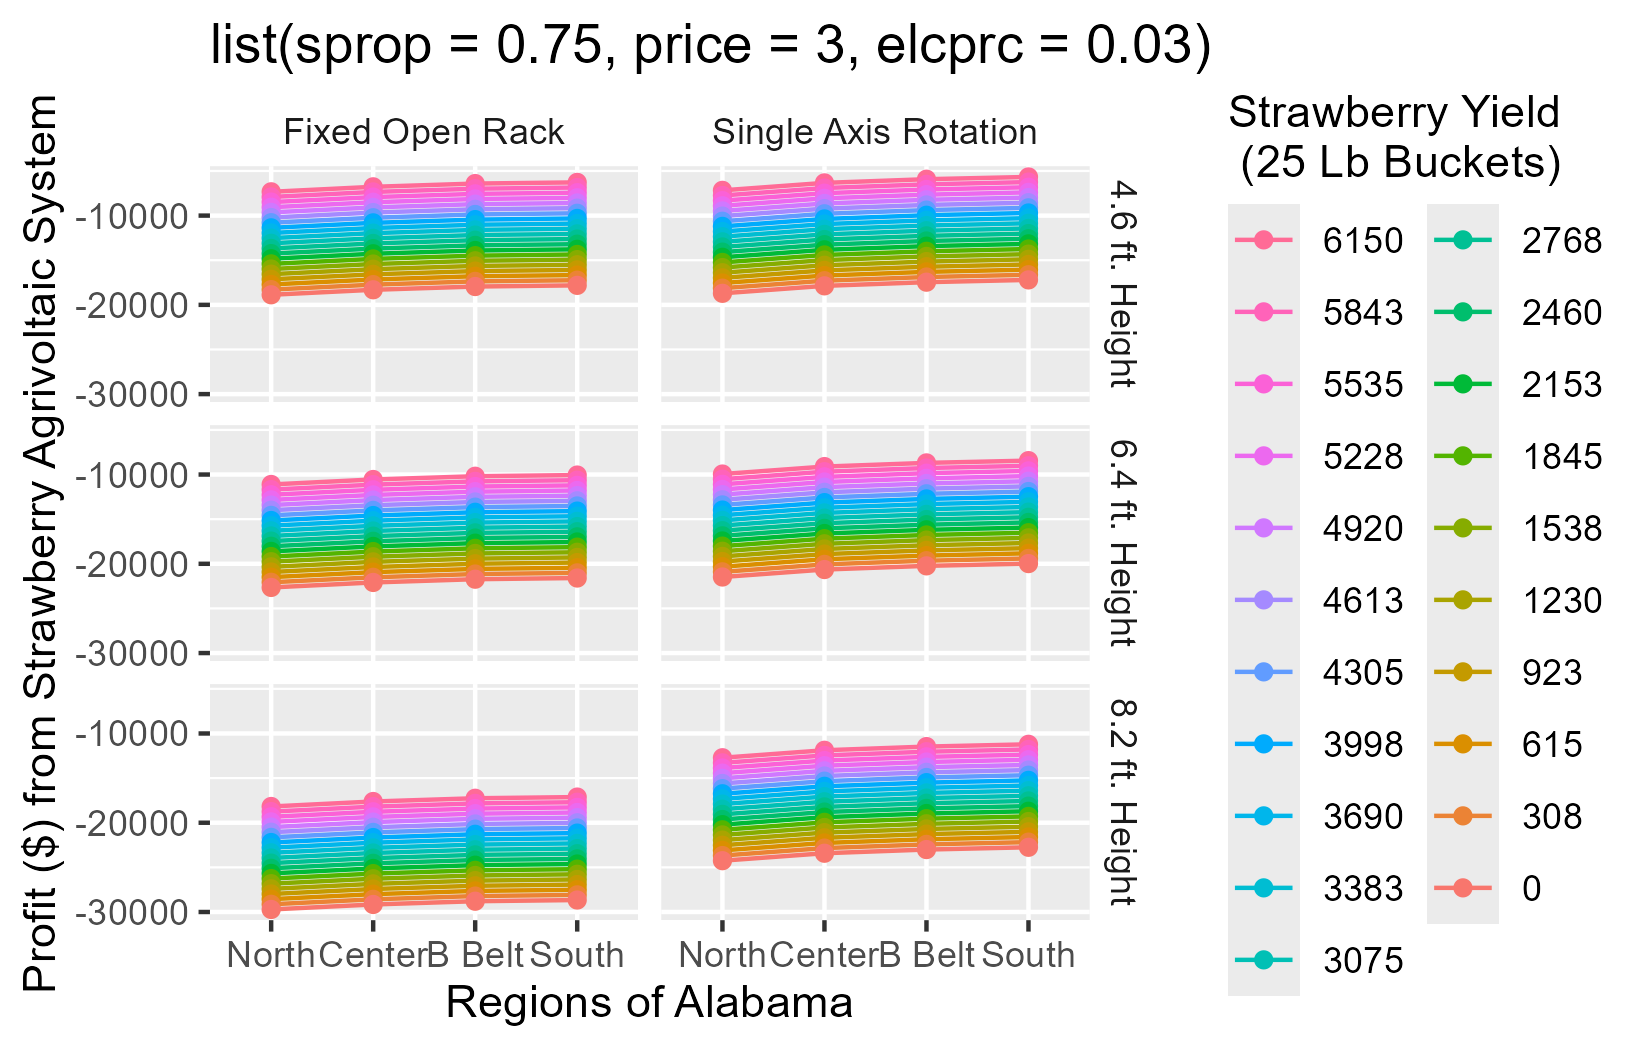 list(sprop = 0.75, price = 3, elcprc = 0.03)
Profit ($) from Strawberry Agrivoltaic System
Fixed Open Rack
Single Axis Rotation
-10000
-20000
-30000
4.6 ft. Height
-10000
-20000
-30000
6.4 ft. Height
-10000
-20000
-30000
8.2 ft. Height
North Center B Belt South
North Center B Belt South
Regions of Alabama
Strawberry Yield
(25 Lb Buckets)
6150
5843
5535
5228
4920
4613
4305
3998
3690
3383
3075
2768
2460
2153
1845
1538
1230
923
615
308
0